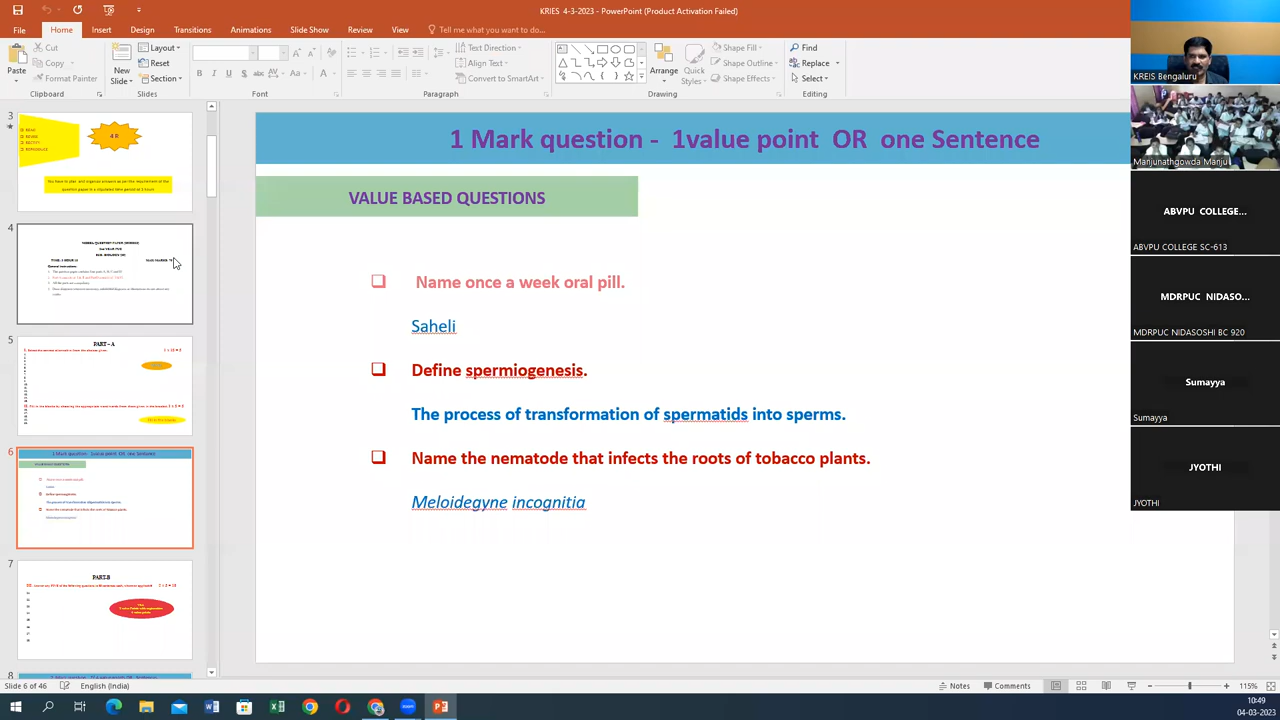 KRIES 4-3-2023 - PowerPoint (Product Activation Failed)
File Home Insert Design Transitions Animations Slide Show Review View Tell me what you want to do...
Paste Cut Copy Format Painter
Clipboard
New Slide Layout Reset Section
Slides
Font
Text Direction Align Text Convert to SmartArt
Paragraph
Arrange Quick Styles Shape Fill Shape Outline Shape Effects
Drawing
Find Replace Select
Editing
3
4 R
4
5
PART-A
6
7
PART-B
8
1 Mark question - 1value point OR one Sentence
VALUE BASED QUESTIONS
Name once a week oral pill.
Saheli
Define spermiogenesis.
The process of transformation of spermatids into sperms.
Name the nematode that infects the roots of tobacco plants.
Meloidegyne incognitia
KREIS Bengaluru
Manjunathgowda Manju
ABVPU COLLEGE...
ABVPU COLLEGE SC-613
MDRPUC NIDASO...
MDRPUC NIDASOSHI BC 920
Sumayya
Sumayya
JYOTHI
JYOTHI
Slide 6 of 46 English (India) Notes Comments 115%
10:49
04-03-2023